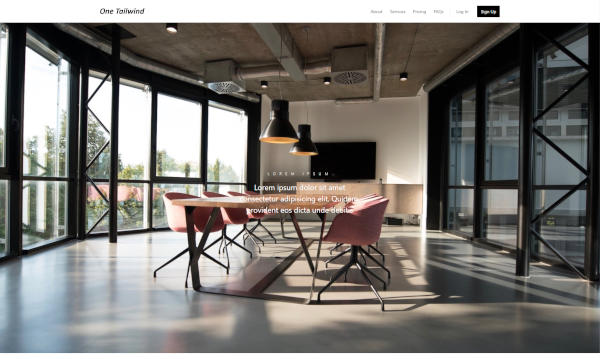 One Tailwind
About Services Pricing FAQs Log In Sign Up
LOREM IPSUM.
Lorem ipsum dolor sit amet
consectetur adipisicing elit. Quidem
provident eos dicta unde debitis